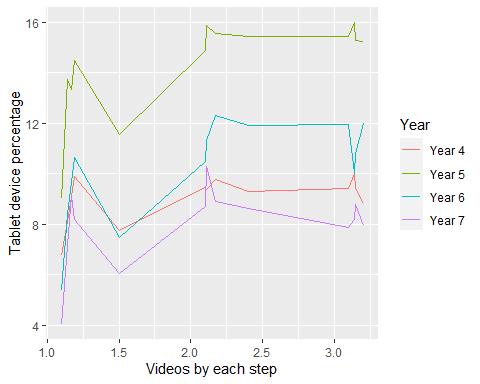 16
12
8
4
1.0 1.5 2.0 2.5 3.0
Videos by each step
Tablet device percentage
Year
Year 4
Year 5
Year 6
Year 7